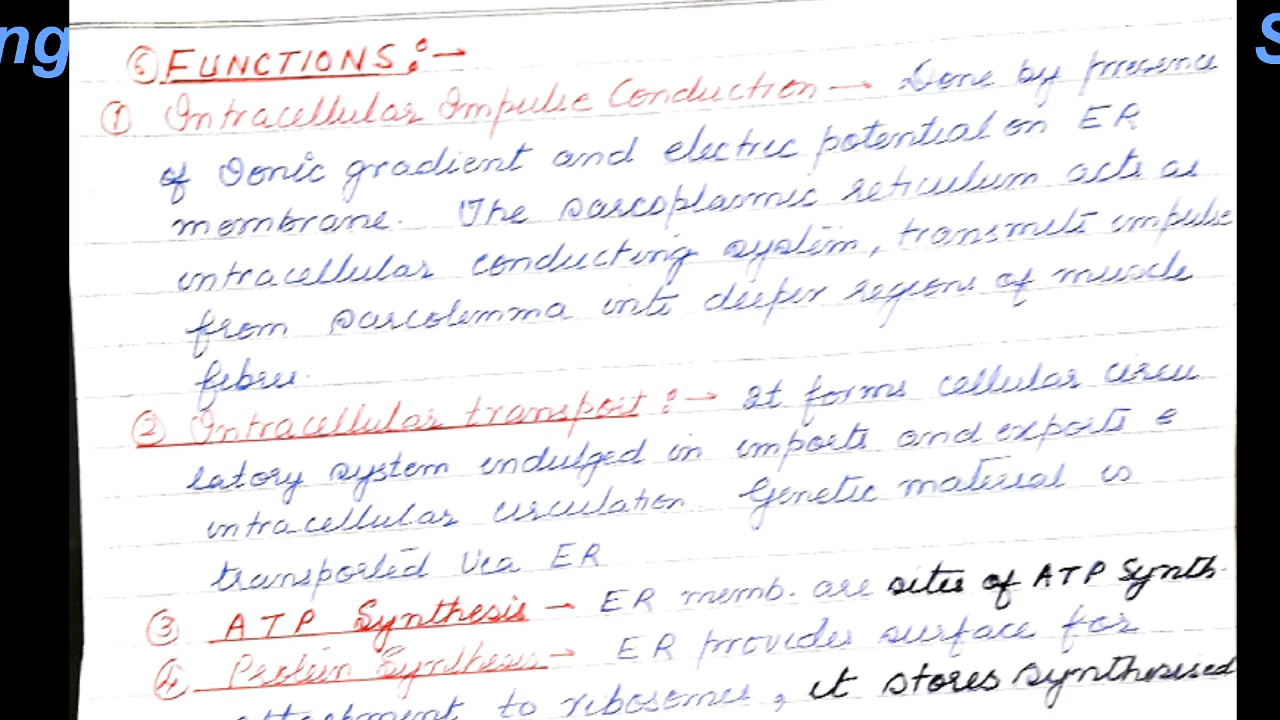 ng
S
⑥ FUNCTIONS :→
① Intracellular Impulse Conduction → Done by presence
of Ionic gradient and electric potential on ER
membrane. The sarcoplasmic reticulum acts as
intracellular conducting system, transmits impulse
from sarcolemma into deeper regions of muscle
fibres.
② Intracellular transport :→ It forms cellular circu
latory system indulged in imports and exports &
intracellular circulation Genetic material is
transported via ER
③ ATP Synthesis → ER memb. are sites of ATP Synth.
④ Protein Synthesis → ER provides surface for
attachment to ribosomes, it stores synthesised